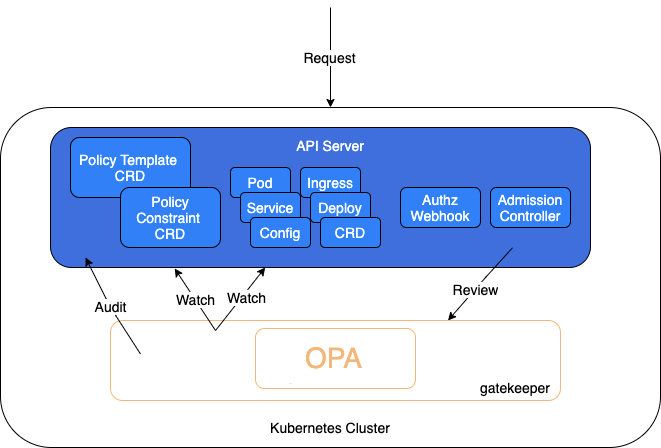 Request
API Server
Policy Template
CRD
Policy
Constraint
CRD
Pod
Ingress
Service
Deploy
Config
CRD
Authz
Webhook
Admission
Controller
Audit
Watch
Watch
Review
OPA
gatekeeper
Kubernetes Cluster